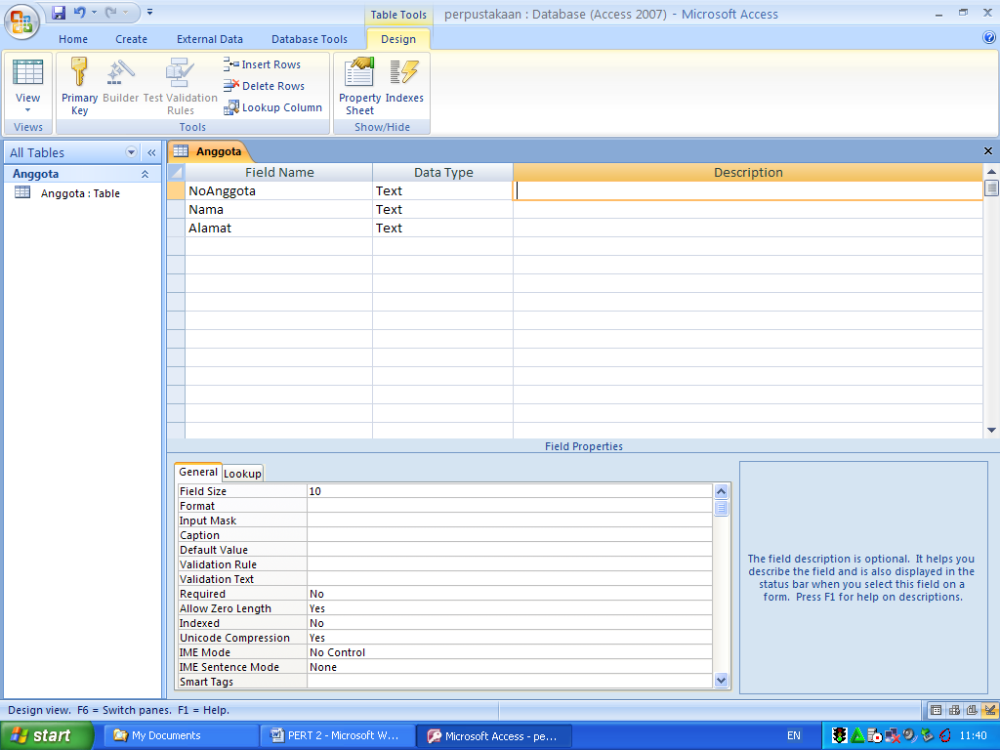 Table Tools
perpustakaan : Database (Access 2007) - Microsoft Access
Home Create External Data Database Tools Design
View
Primary Key
Builder
Test Validation Rules
Insert Rows
Delete Rows
Lookup Column
Property Sheet
Indexes
Views Tools Show/Hide
All Tables
Anggota
Anggota : Table
Anggota
Field Name Data Type Description
NoAnggota Text
Nama Text
Alamat Text
Field Properties
General Lookup
Field Size 10
Format
Input Mask
Caption
Default Value
Validation Rule
Validation Text
Required No
Allow Zero Length Yes
Indexed No
Unicode Compression Yes
IME Mode No Control
IME Sentence Mode None
Smart Tags
The field description is optional. It helps you
describe the field and is also displayed in the
status bar when you select this field on a
form. Press F1 for help on descriptions.
Design view. F6 = Switch panes. F1 = Help.
start My Documents PERT 2 - Microsoft W... Microsoft Access - pe... EN 11:40